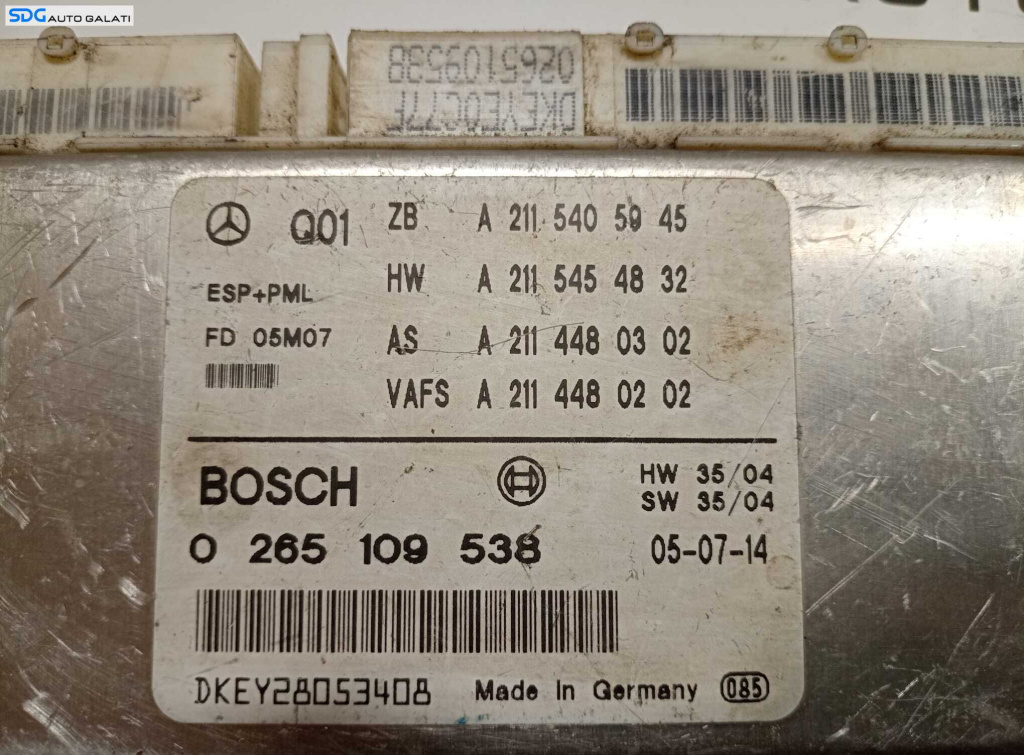 SDG AUTO GALATI
0265109538
DKEYE0C77F
Q01 ZB A 211 540 59 45
HW A 211 545 48 32
ESP+PML
FD 05M07
AS A 211 448 03 02
VAFS A 211 448 02 02
BOSCH
HW 35/04
SW 35/04
0 265 109 538 05-07-14
DKEY28053408 Made in Germany 085